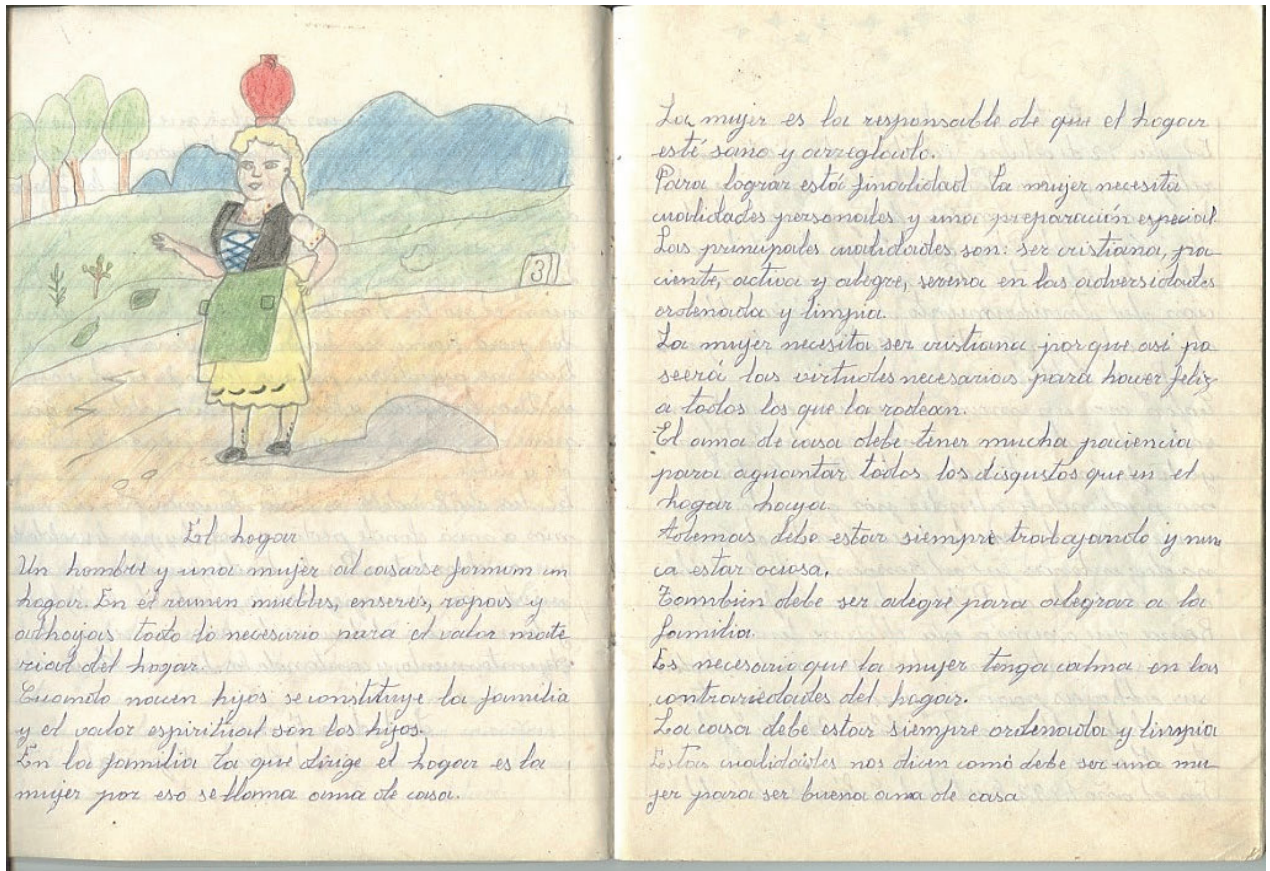 3
El hogar
Un hombre y una mujer al casarse forman un
hogar. En él reunen muebles, enseres, ropas y
alhajas todo lo necesario para el valor mate
rial del hogar.
Cuando nacen hijos se constituye la familia
y el valor espiritual son los hijos.
En la familia la que dirige el hogar es la
mujer por eso se llama ama de casa.
La mujer es la responsable de que el hogar
esté sano y arreglado.
Para lograr está finalidad la mujer necesita
cualidades personales y una preparación especial
Las principales cualidades son: ser cristiana, pa-
ciente, activa y alegre, serena en las adversidades
ordenada y limpia.
La mujer necesita ser cristiana porque asi po
seerá las virtudes necesarias para hacer feliz
a todos los que la rodean.
El ama de casa debe tener mucha paciencia
para aguantar todos los disgustos que en el
hogar haya.
Ademas debe estar siempre trabajando y nun
ca estar ociosa.
También debe ser alegre para alegrar a la
familia.
Es necesario que la mujer tenga calma en las
contrariedades del hogar.
La casa debe estar siempre ordenada y limpia
Estas cualidades nos dicen como debe ser una mu-
jer para ser buena ama de casa